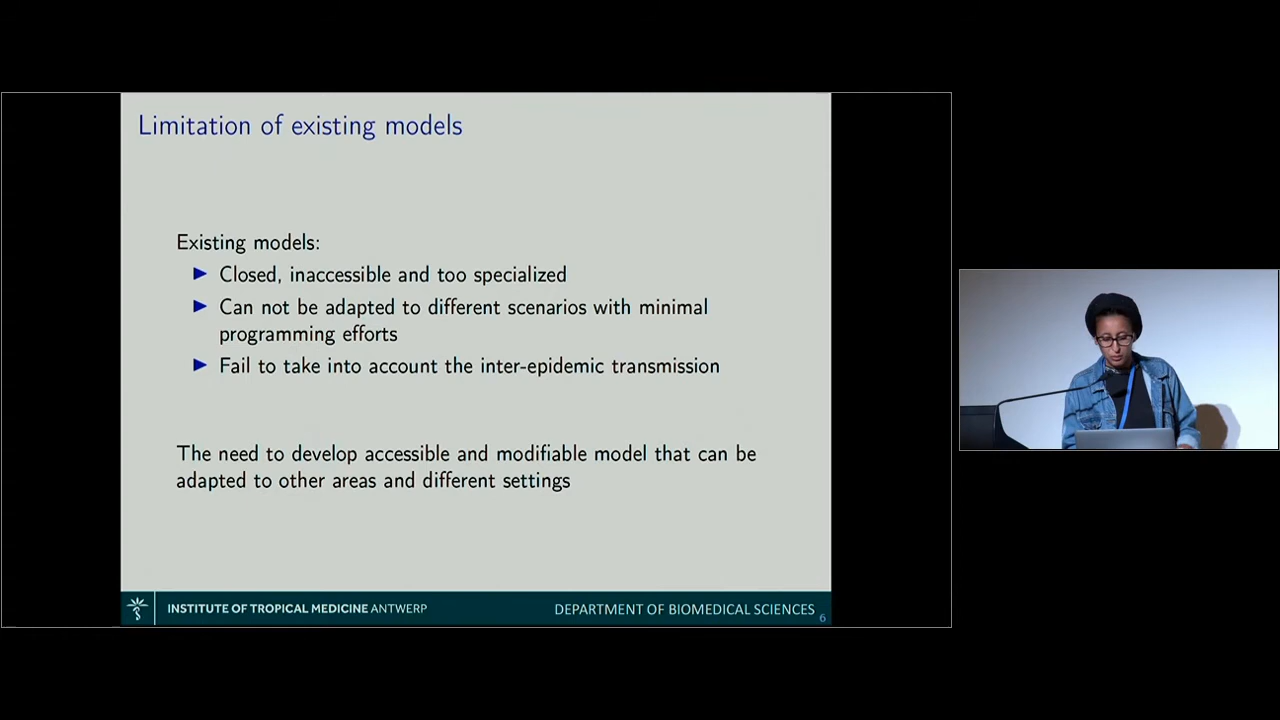 Limitation of existing models
Existing models:
Closed, inaccessible and too specialized
Can not be adapted to different scenarios with minimal
programming efforts
Fail to take into account the inter-epidemic transmission
The need to develop accessible and modifiable model that can be
adapted to other areas and different settings
INSTITUTE OF TROPICAL MEDICINE ANTWERP
DEPARTMENT OF BIOMEDICAL SCIENCES
6